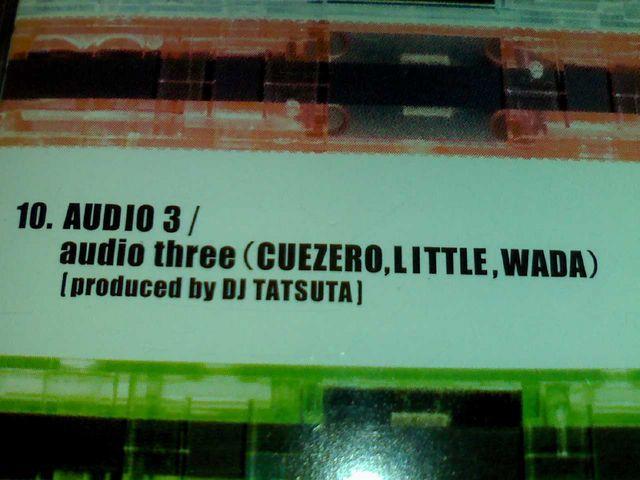 10. AUDIO 3 /
audio three (CUEZERO,LITTLE,WADA)
[produced by DJ TATSUTA]